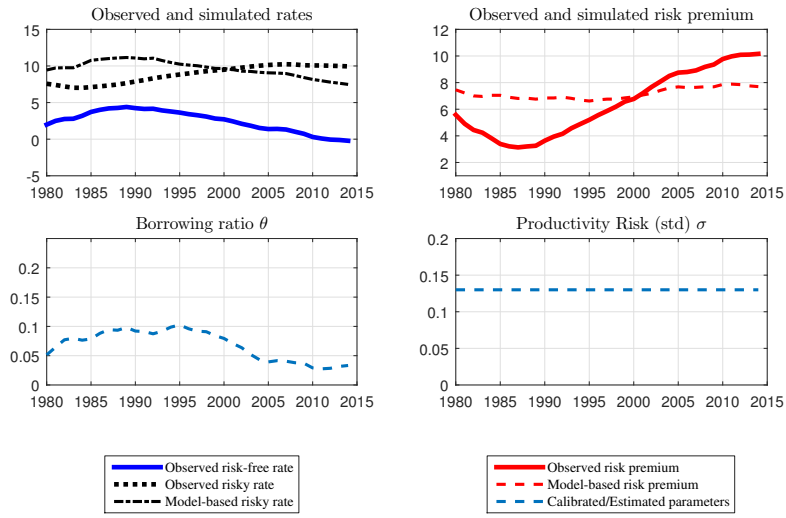 Observed and simulated rates
15
10
5
0
-5
1980 1985 1990 1995 2000 2005 2010 2015
Observed and simulated risk premium
12
10
8
6
4
2
1980 1985 1990 1995 2000 2005 2010 2015
Borrowing ratio θ
0.2
0.15
0.1
0.05
0
1980 1985 1990 1995 2000 2005 2010 2015
Productivity Risk (std) σ
0.2
0.15
0.1
0.05
0
1980 1985 1990 1995 2000 2005 2010 2015
Observed risk-free rate
Observed risky rate
Model-based risky rate
Observed risk premium
Model-based risk premium
Calibrated/Estimated parameters